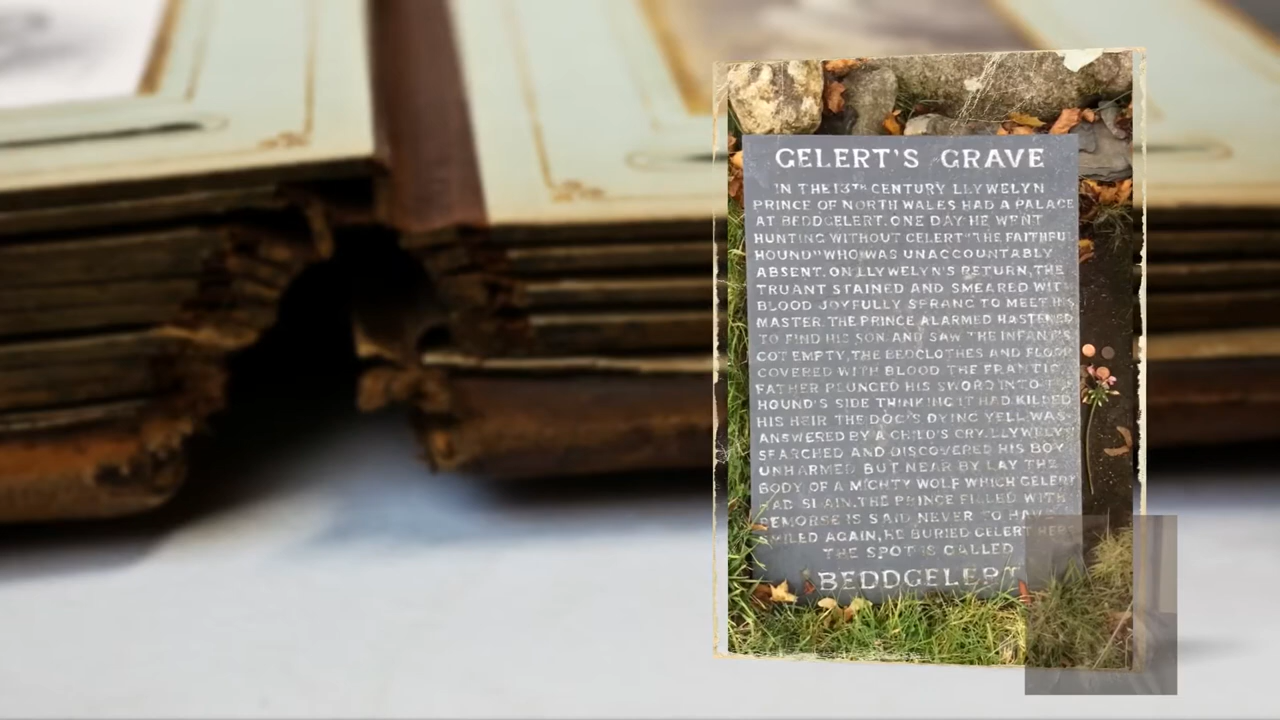 GELERT'S GRAVE
IN THE 13TH CENTURY LLYWELYN
PRINCE OF NORTH WALES HAD A PALACE
AT BEDDGELERT. ONE DAY HE WENT
HUNTING WITHOUT GELERT "THE FAITHFUL
HOUND" WHO WAS UNACCOUNTABLY
ABSENT. ON LLYWELYN'S RETURN, THE
TRUANT STAINED AND SMEARED WITH
BLOOD JOYFULLY SPRANG TO MEET HIS
MASTER. THE PRINCE ALARMED HASTENED
TO FIND HIS SON, AND SAW THE INFANT'S
COT EMPTY, THE BEDCLOTHES AND FLOOR
COVERED WITH BLOOD. THE FRANTIC
FATHER PLUNGED HIS SWORD INTO THE
HOUND'S SIDE THINKING IT HAD KILLED
HIS HEIR. THE DOG'S DYING YELL WAS
ANSWERED BY A CHILD'S CRY. LLYWELYN
SEARCHED AND DISCOVERED HIS BOY
UNHARMED BUT NEAR BY LAY THE
BODY OF A MIGHTY WOLF WHICH GELERT
HAD SLAIN. THE PRINCE FILLED WITH
REMORSE IS SAID NEVER TO HAVE
SMILED AGAIN, HE BURIED GELERT HERE
THE SPOT IS CALLED
BEDDGELERT